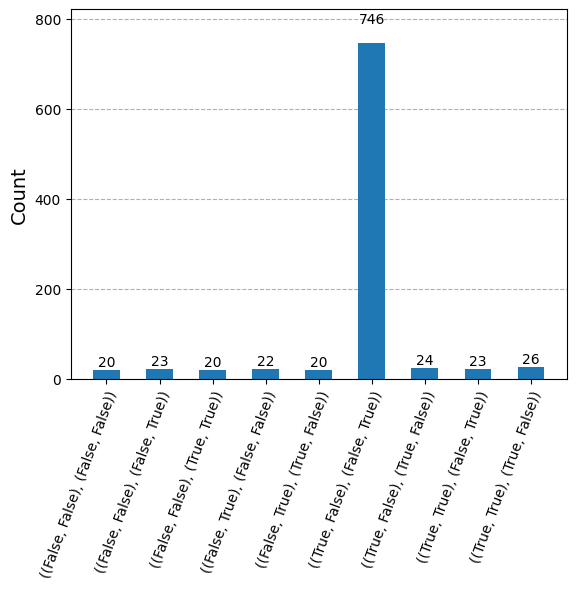 746
800
600
400
200
0
Count
20
23
20
22
20
24
23
26
((False, False), (False, False))
((False, False), (False, True))
((False, False), (True, True))
((False, True), (False, False))
((False, True), (True, False))
((True, False), (False, True))
((True, False), (True, False))
((True, True), (False, True))
((True, True), (True, False))